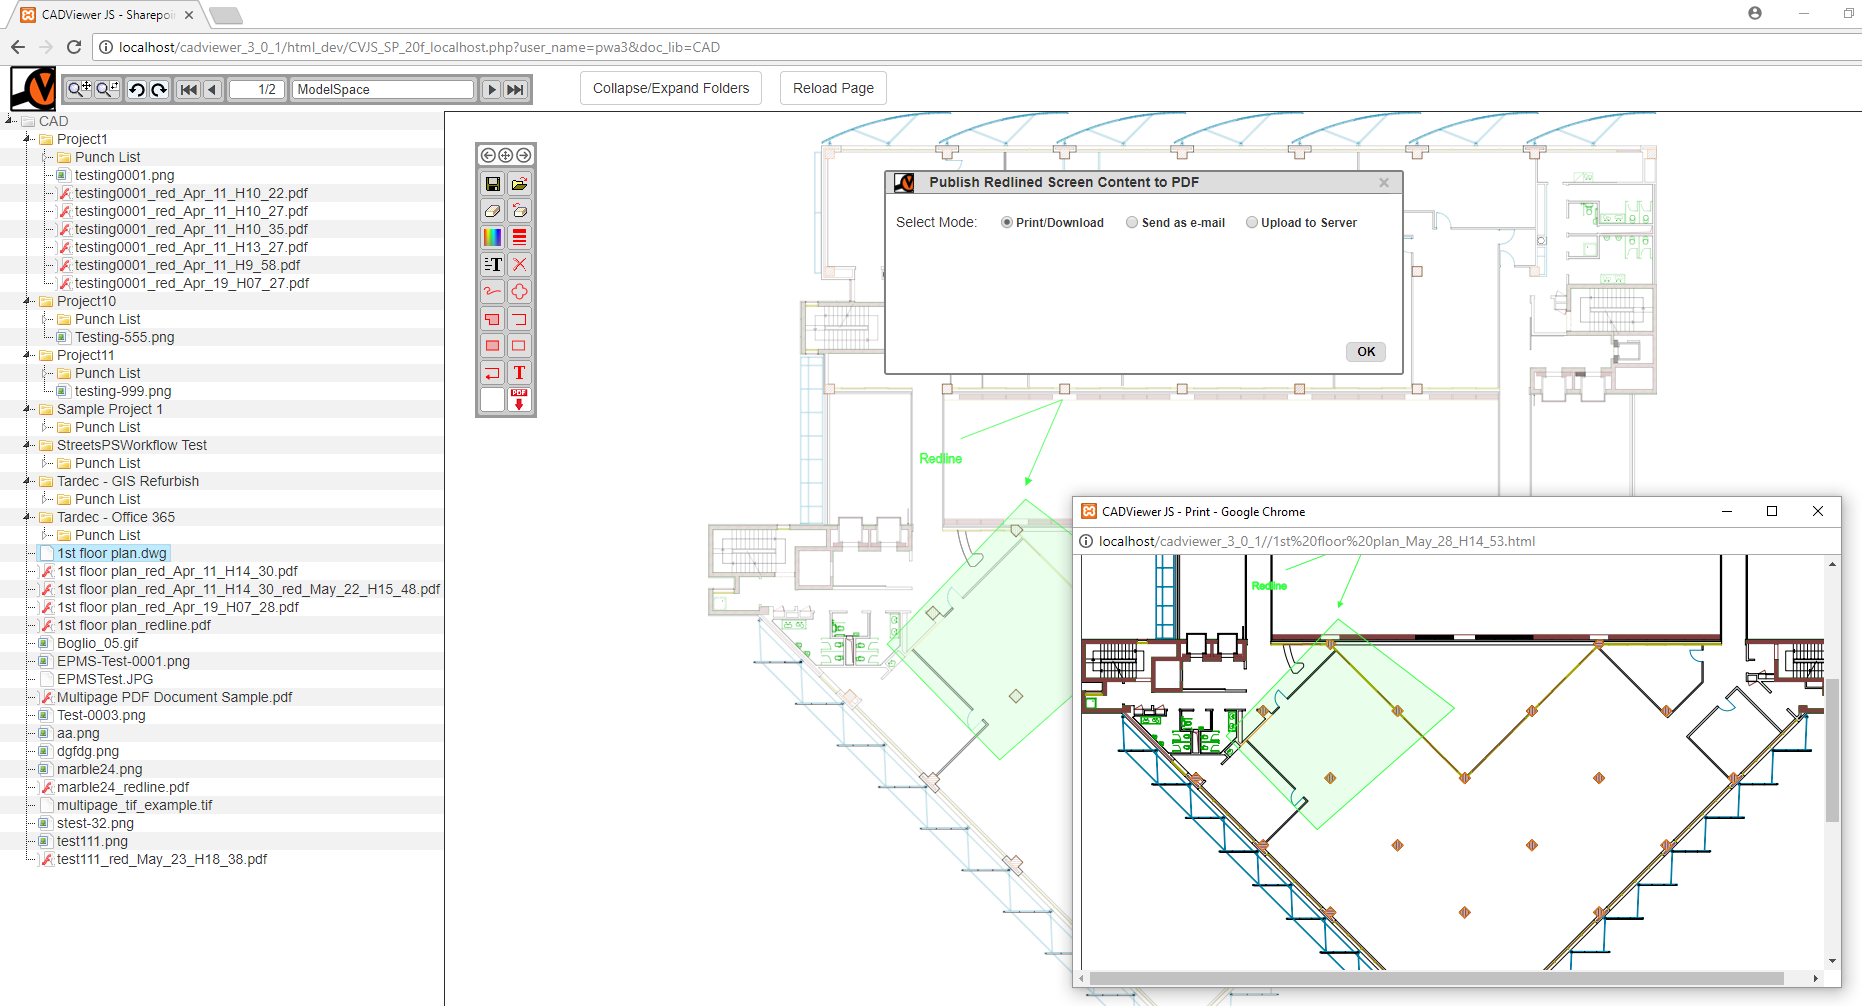 CADViewer JS - Sharepoi
localhost/cadviewer_3_0_1/html_dev/CVJS_SP_20f_localhost.php?user_name=pwa3&doc_lib=CAD
1/2
ModelSpace
Collapse/Expand Folders
Reload Page
CAD
Project1
Punch List
testing0001.png
testing0001_red_Apr_11_H10_22.pdf
testing0001_red_Apr_11_H10_27.pdf
testing0001_red_Apr_11_H10_35.pdf
testing0001_red_Apr_11_H13_27.pdf
testing0001_red_Apr_11_H9_58.pdf
testing0001_red_Apr_19_H07_27.pdf
Project10
Punch List
Testing-555.png
Project11
Punch List
testing-999.png
Sample Project 1
Punch List
StreetsPSWorkflow Test
Punch List
Tardec - GIS Refurbish
Punch List
Tardec - Office 365
Punch List
1st floor plan.dwg
1st floor plan_red_Apr_11_H14_30.pdf
1st floor plan_red_Apr_11_H14_30_red_May_22_H15_48.pdf
1st floor plan_red_Apr_19_H07_28.pdf
1st floor plan_redline.pdf
Boglio_05.gif
EPMS-Test-0001.png
EPMSTest.JPG
Multipage PDF Document Sample.pdf
Test-0003.png
aa.png
dgfdg.png
marble24.png
marble24_redline.pdf
multipage_tif_example.tif
stest-32.png
test111.png
test111_red_May_23_H18_38.pdf
T
T
PDF
Publish Redlined Screen Content to PDF
Select Mode:
Print/Download
Send as e-mail
Upload to Server
OK
Redline
CADViewer JS - Print - Google Chrome
localhost/cadviewer_3_0_1//1st%20floor%20plan_May_28_H14_53.html
Redline